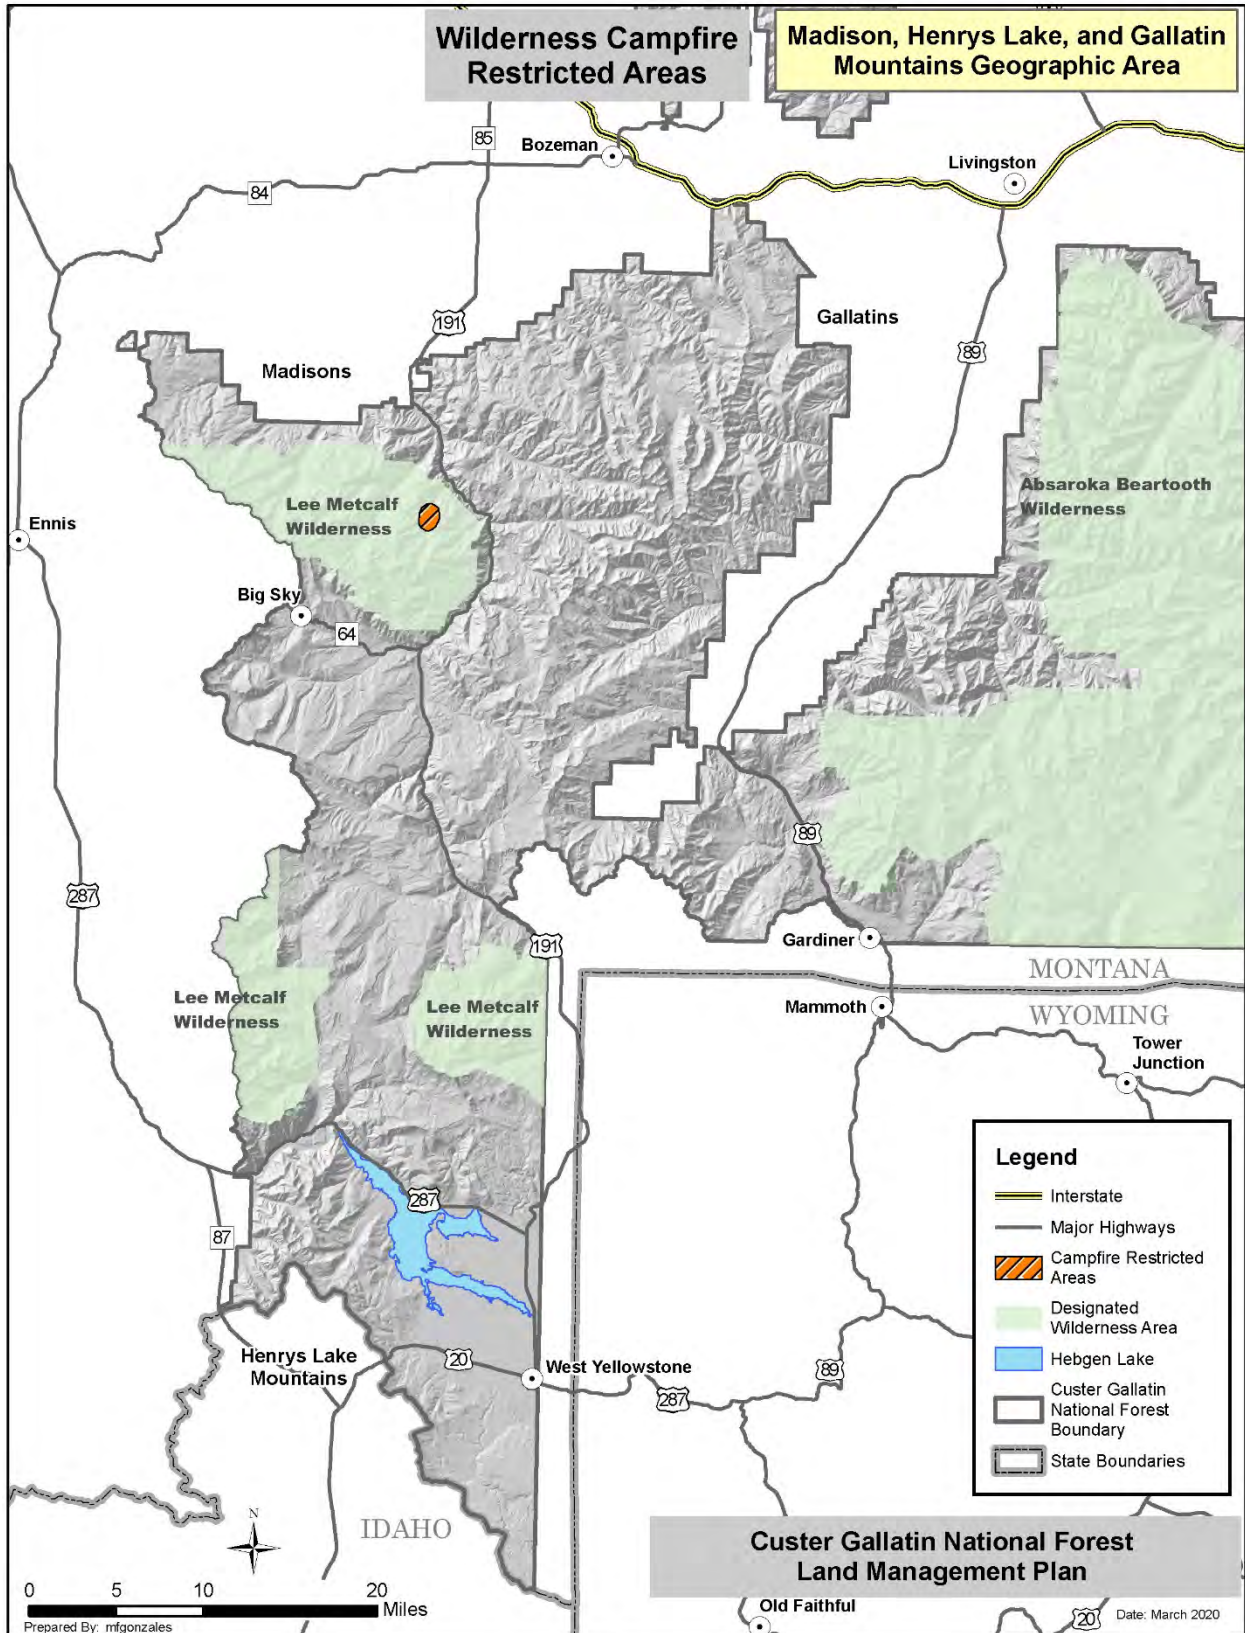 Wilderness Campfire
Restricted Areas
Madison, Henrys Lake, and Gallatin
Mountains Geographic Area
85
Bozeman
Livingston
84
191
Gallatins
89
Madisons
Absaroka Beartooth
Wilderness
Lee Metcalf
Wilderness
Ennis
Big Sky
64
89
287
Gardiner
191
MONTANA
Lee Metcalf
Wilderness
Lee Metcalf
Wilderness
Mammoth
WYOMING
Tower
Junction
287
87
Legend
Interstate
Major Highways
Campfire Restricted
Areas
Designated
Wilderness Area
Hebgen Lake
Custer Gallatin
National Forest
Boundary
State Boundaries
Henrys Lake
Mountains
20
West Yellowstone
89
287
N
IDAHO
Custer Gallatin National Forest
Land Management Plan
0 5 10 20
Miles
Old Faithful
20
Date: March 2020
Prepared By: mfgonzales